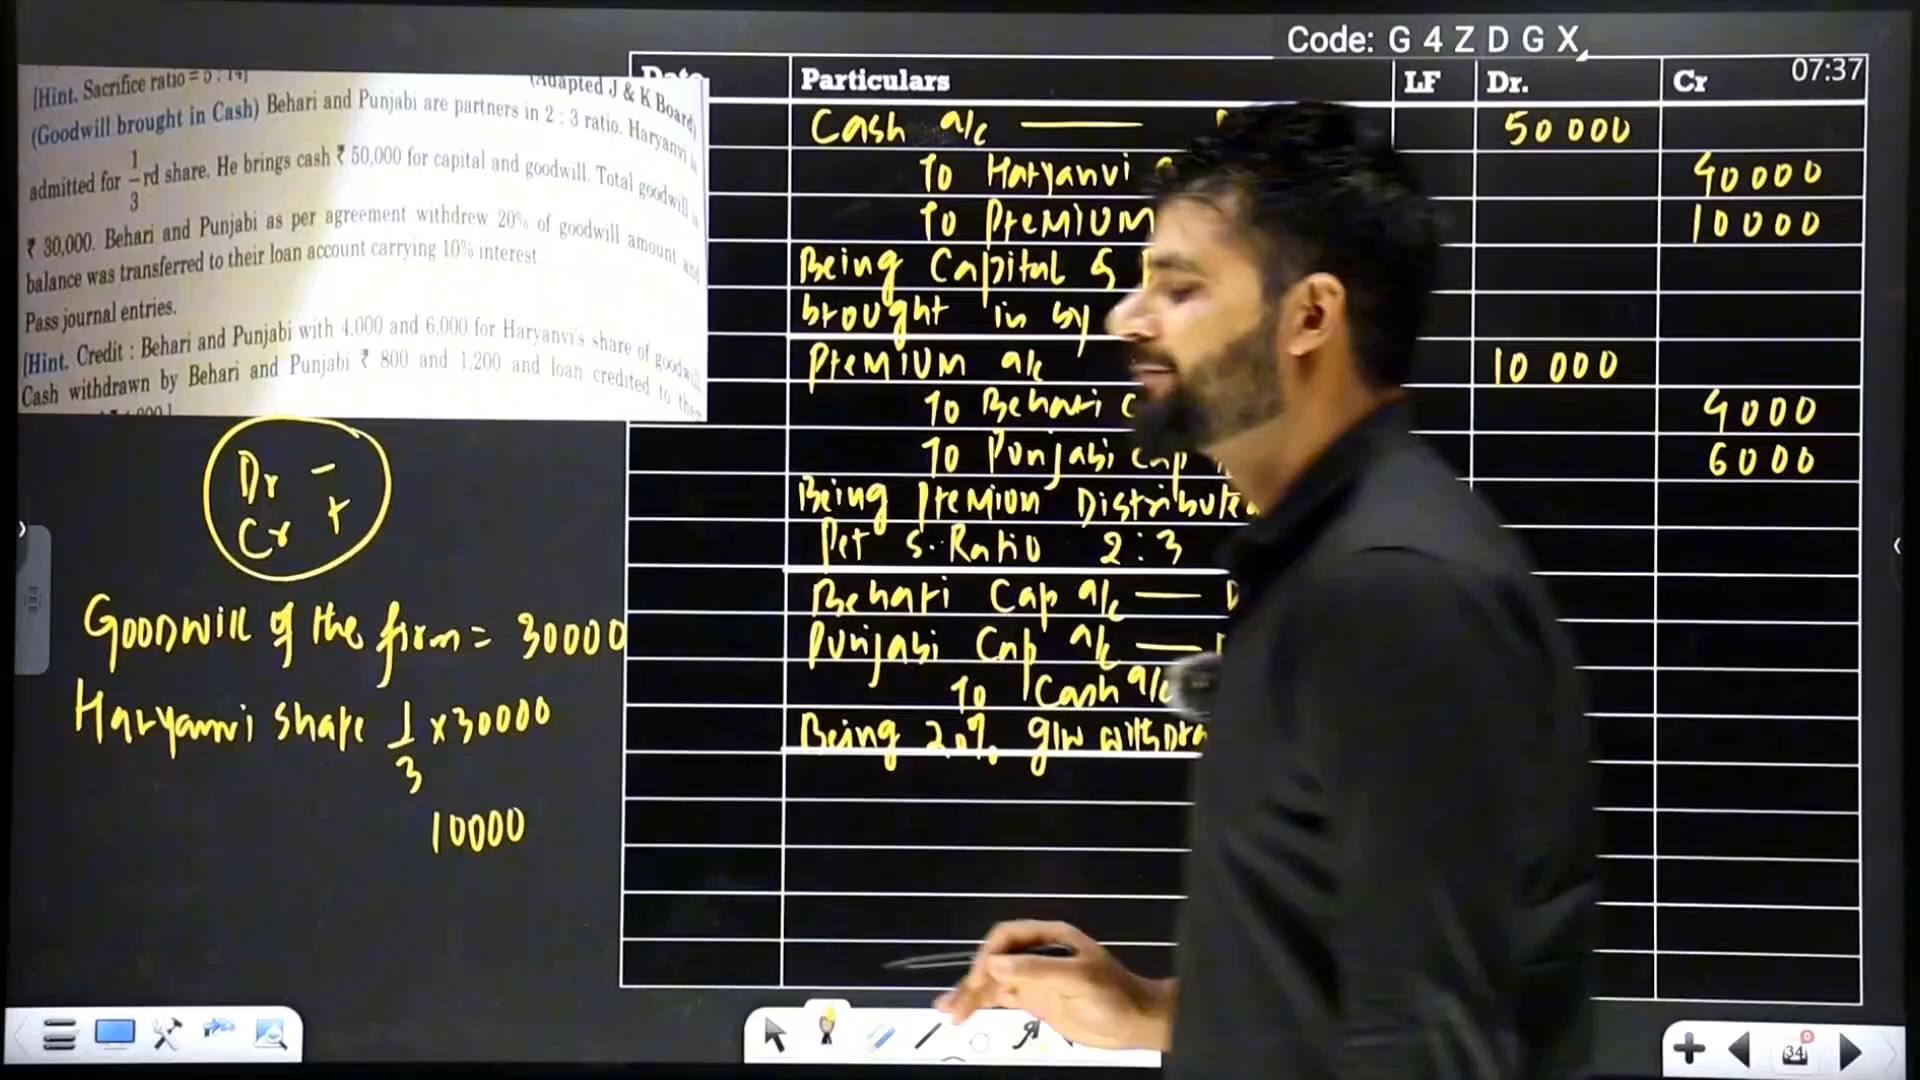 Code: G 4 Z D G X
07:37
[Hint. Sacrifice ratio = 5 : 14]
(Adapted J & K Board)
(Goodwill brought in Cash) Behari and Punjabi are partners in 2 : 3 ratio. Haryanvi is
admitted for 1/3 rd share. He brings cash ₹ 50,000 for capital and goodwill. Total goodwill is
₹ 30,000. Behari and Punjabi as per agreement withdrew 20% of goodwill amount and
balance was transferred to their loan account carrying 10% interest
Pass journal entries.
[Hint. Credit : Behari and Punjabi with 4,000 and 6,000 for Haryanvi's share of goodwill.
Cash withdrawn by Behari and Punjabi ₹ 800 and 1,200 and loan credited to their
Dr -
Cr +
Goodwill of the firm = 30000
Haryanvi share 1/3 x 30000
10000
Date Particulars LF Dr. Cr
Cash a/c — 50000
To Haryanvi 40000
To Premium 10000
Being Capital &
brought in by
Premium a/c 10000
To Behari 4000
To Punjabi Cap 6000
Being Premium Distribute
Per S. Ratio 2:3
Behari Cap a/c — D
Punjabi Cap a/c —
To Cash a/c
Being 20% g/w withdra
34